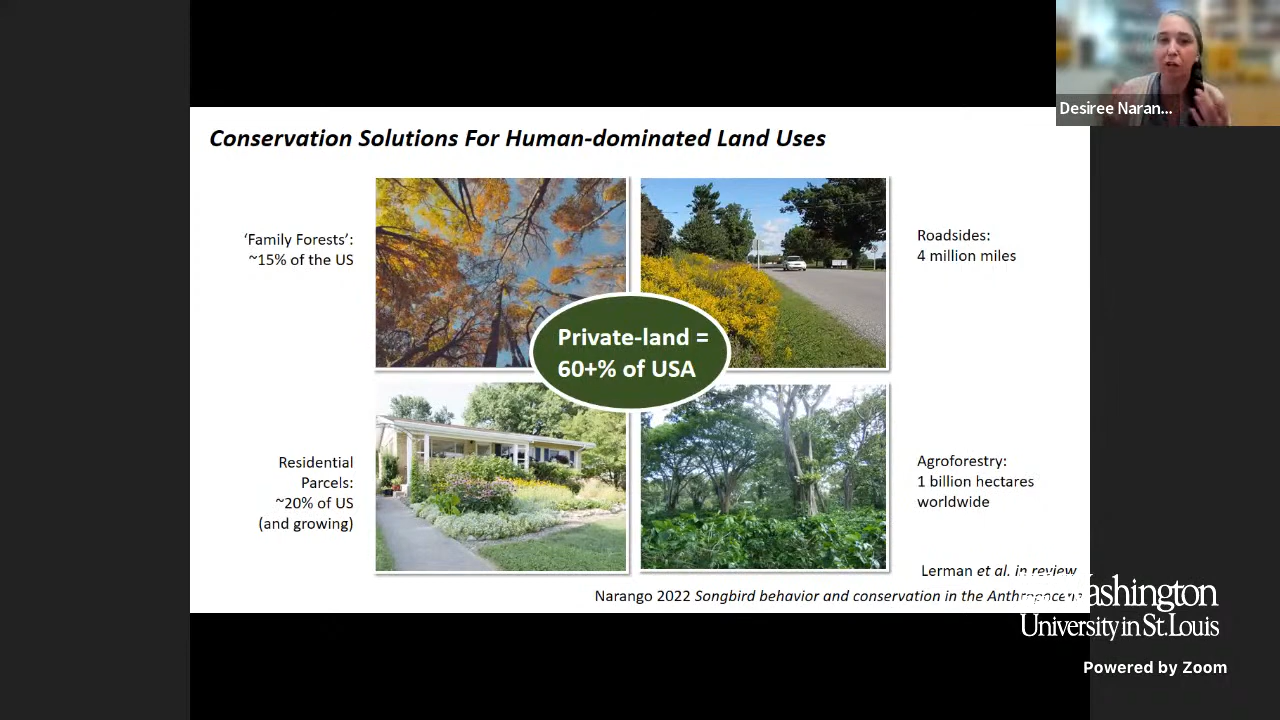 Desiree Naran...
Conservation Solutions For Human-dominated Land Uses
'Family Forests':
~15% of the US
Roadsides:
4 million miles
Private-land =
60+% of USA
Residential
Parcels:
~20% of US
(and growing)
Agroforestry:
1 billion hectares
worldwide
Lerman et al. in review
Narango 2022 Songbird behavior and conservation in the
Washington
University in St. Louis
Powered by Zoom